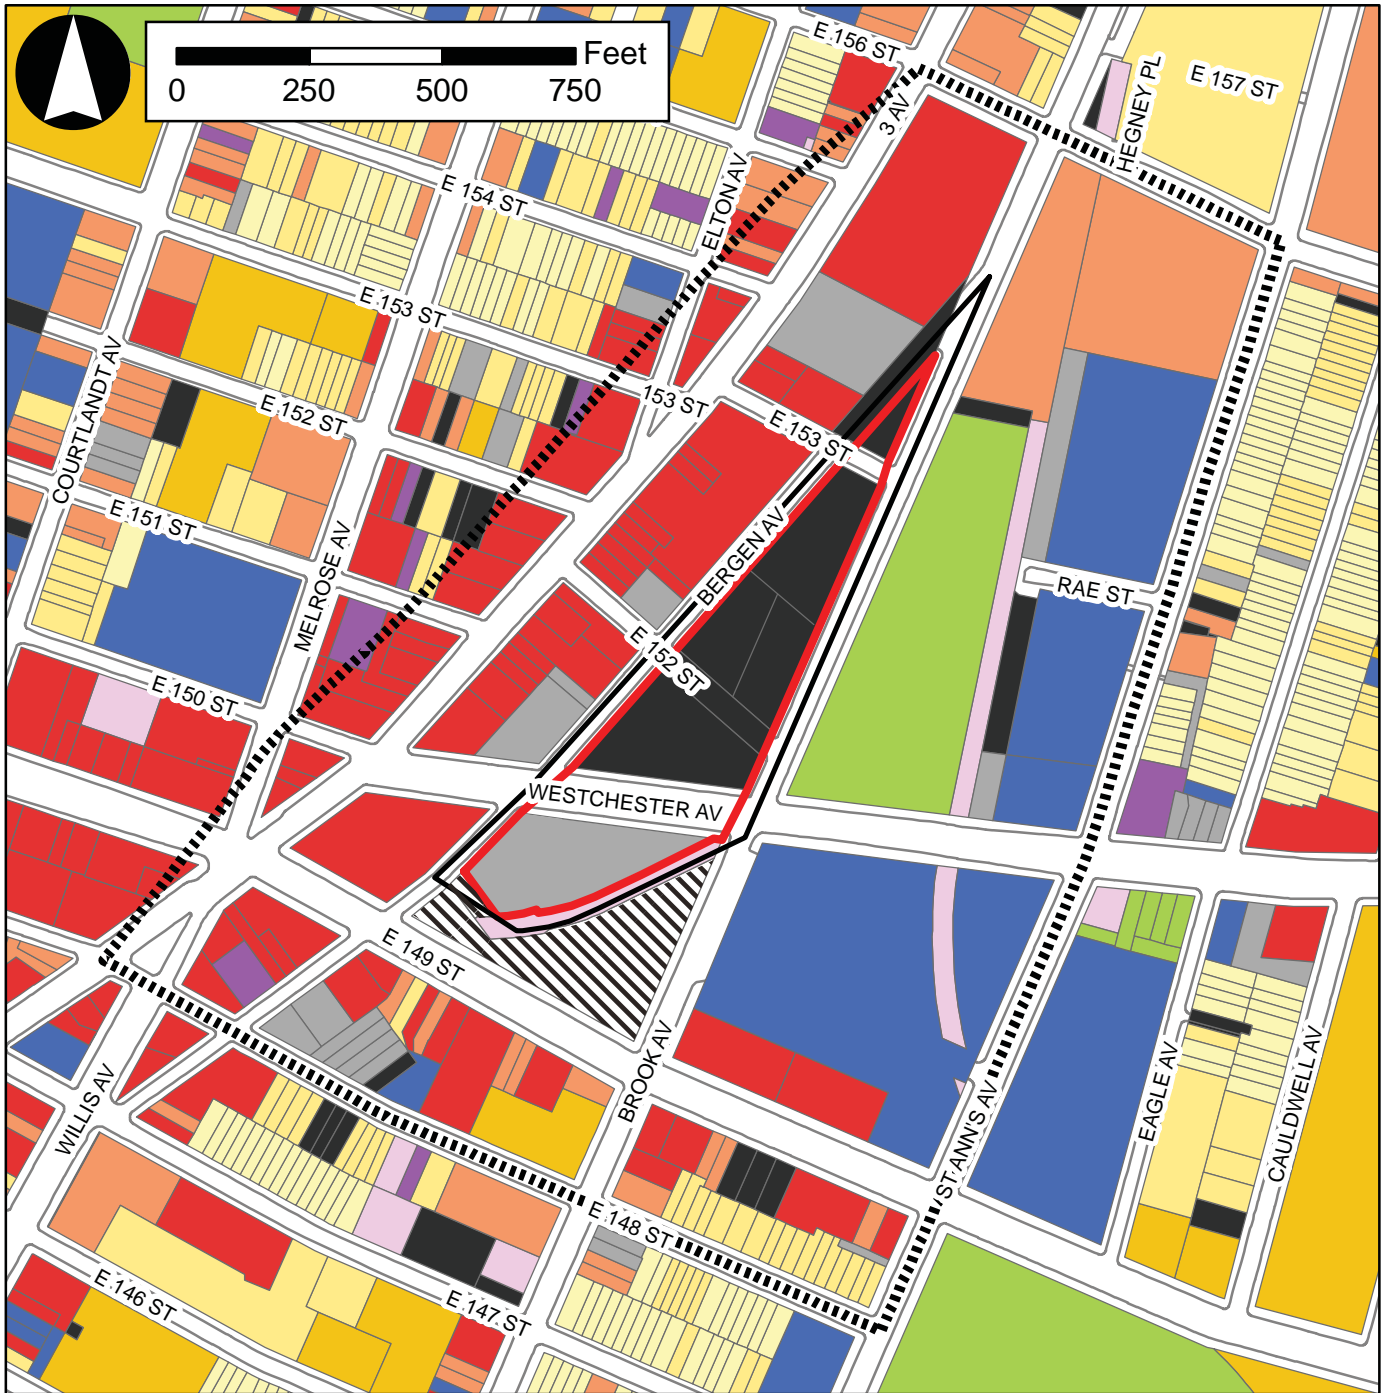 Feet
0 250 500 750
E 156 ST
3 AV
HEGNEY PL
E 157 ST
E 154 ST
ELTON AV
E 153 ST
COURTLANDT AV
153 ST
E 152 ST
E 153 ST
E 151 ST
MELROSE AV
BERGEN AV
RAE ST
E 152 ST
E 150 ST
WESTCHESTER AV
E 149 ST
WILLIS AV
BROOK AV
ST ANN'S AV
EAGLE AV
CAULDWELL AV
E 148 ST
E 146 ST
E 147 ST